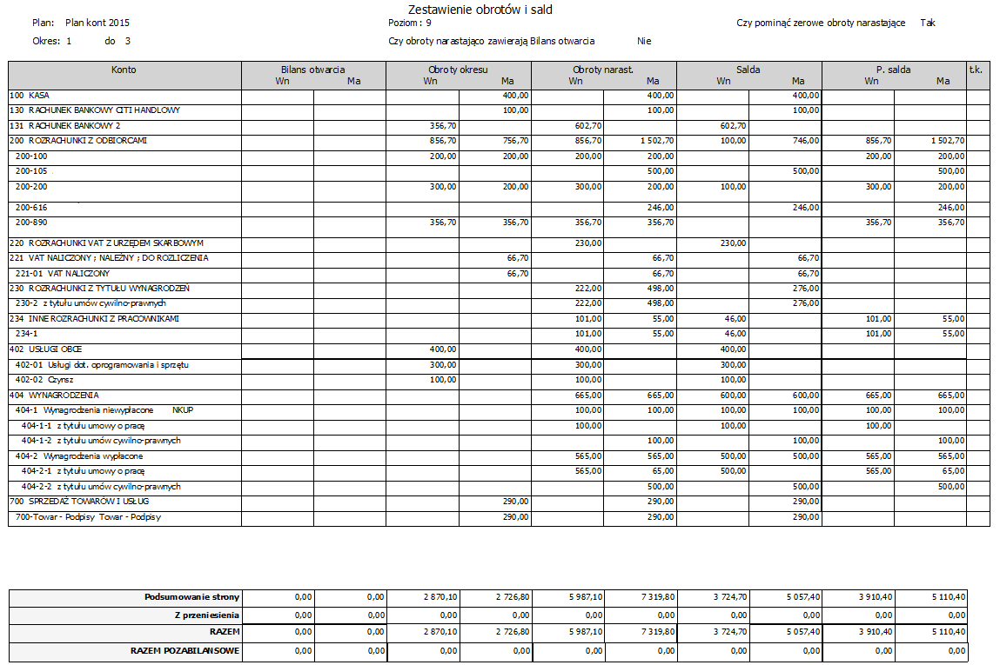 Zestawienie obrotów i sald
Plan: Plan kont 2015 Poziom: 9 Czy pominąć zerowe obroty narastające Tak
Okres: 1 do 3 Czy obroty narastająco zawierają Bilans otwarcia Nie
Konto Bilans otwarcia Obroty okresu Obroty narast. Salda P. salda t.k.
Wn Ma Wn Ma Wn Ma Wn Ma Wn Ma
100 KASA 400,00 400,00 400,00
130 RACHUNEK BANKOWY CITI HANDLOWY 100,00 100,00 100,00
131 RACHUNEK BANKOWY 2 356,70 602,70 602,70
200 ROZRACHUNKI Z ODBIORCAMI 856,70 756,70 856,70 1 502,70 100,00 746,00 856,70 1 502,70
200-100 200,00 200,00 200,00 200,00 200,00 200,00
200-105 500,00 500,00 500,00
200-200 300,00 200,00 300,00 200,00 100,00 300,00 200,00
200-616 246,00 246,00 246,00
200-890 356,70 356,70 356,70 356,70 356,70 356,70
220 ROZRACHUNKI VAT Z URZĘDEM SKARBOWYM 230,00 230,00
221 VAT NALICZONY ; NALEŻNY ; DO ROZLICZENIA 66,70 66,70 66,70
221-01 VAT NALICZONY 66,70 66,70 66,70
230 ROZRACHUNKI Z TYTUŁU WYNAGRODZEŃ 222,00 498,00 276,00
230-2 z tytułu umów cywilno-prawnych 222,00 498,00 276,00
234 INNE ROZRACHUNKI Z PRACOWNIKAMI 101,00 55,00 46,00 101,00 55,00
234-1 101,00 55,00 46,00 101,00 55,00
402 USŁUGI OBCE 400,00 400,00 400,00
402-01 Usługi dot. oprogramowania i sprzętu 300,00 300,00 300,00
402-02 Czynsz 100,00 100,00 100,00
404 WYNAGRODZENIA 665,00 665,00 600,00 600,00 665,00 665,00
404-1 Wynagrodzenia niewypłacone NKUP 100,00 100,00 100,00 100,00 100,00 100,00
404-1-1 z tytułu umowy o pracę 100,00 100,00 100,00
404-1-2 z tytułu umów cywilno-prawnych 100,00 100,00 100,00
404-2 Wynagrodzenia wypłacone 565,00 565,00 500,00 500,00 565,00 565,00
404-2-1 z tytułu umowy o pracę 565,00 65,00 500,00 565,00 65,00
404-2-2 z tytułu umów cywilno-prawnych 500,00 500,00 500,00
700 SPRZEDAŻ TOWARÓW I USŁUG 290,00 290,00 290,00
700-Towar - Podpisy Towar - Podpisy 290,00 290,00 290,00
Podsumowanie strony 0,00 0,00 2 870,10 2 726,80 5 987,10 7 319,80 3 724,70 5 057,40 3 910,40 5 110,40
Z przeniesienia 0,00 0,00 0,00 0,00 0,00 0,00 0,00 0,00 0,00 0,00
RAZEM 0,00 0,00 2 870,10 2 726,80 5 987,10 7 319,80 3 724,70 5 057,40 3 910,40 5 110,40
RAZEM POZABILANSOWE 0,00 0,00 0,00 0,00 0,00 0,00 0,00 0,00 0,00 0,00